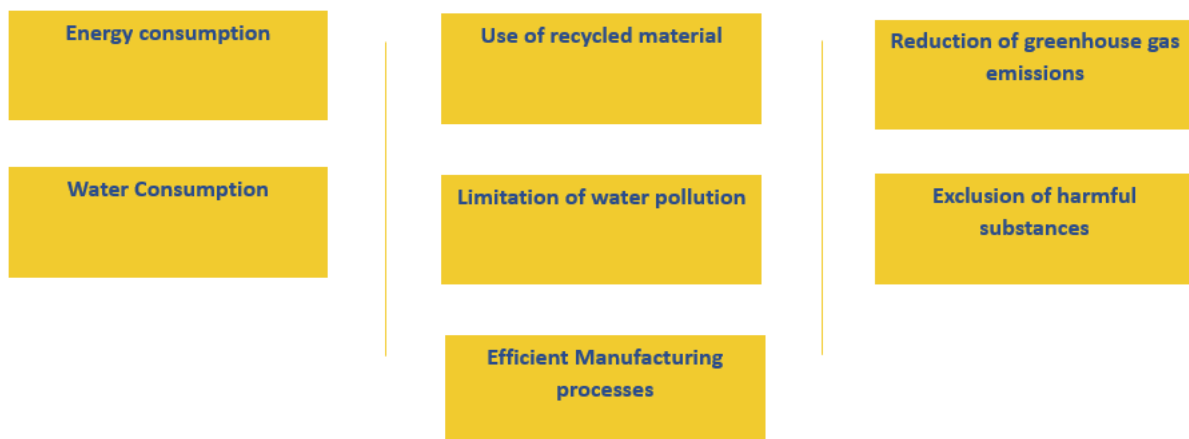 Energy consumption
Water Consumption
Use of recycled material
Limitation of water pollution
Efficient Manufacturing
processes
Reduction of greenhouse gas
emissions
Exclusion of harmful
substances